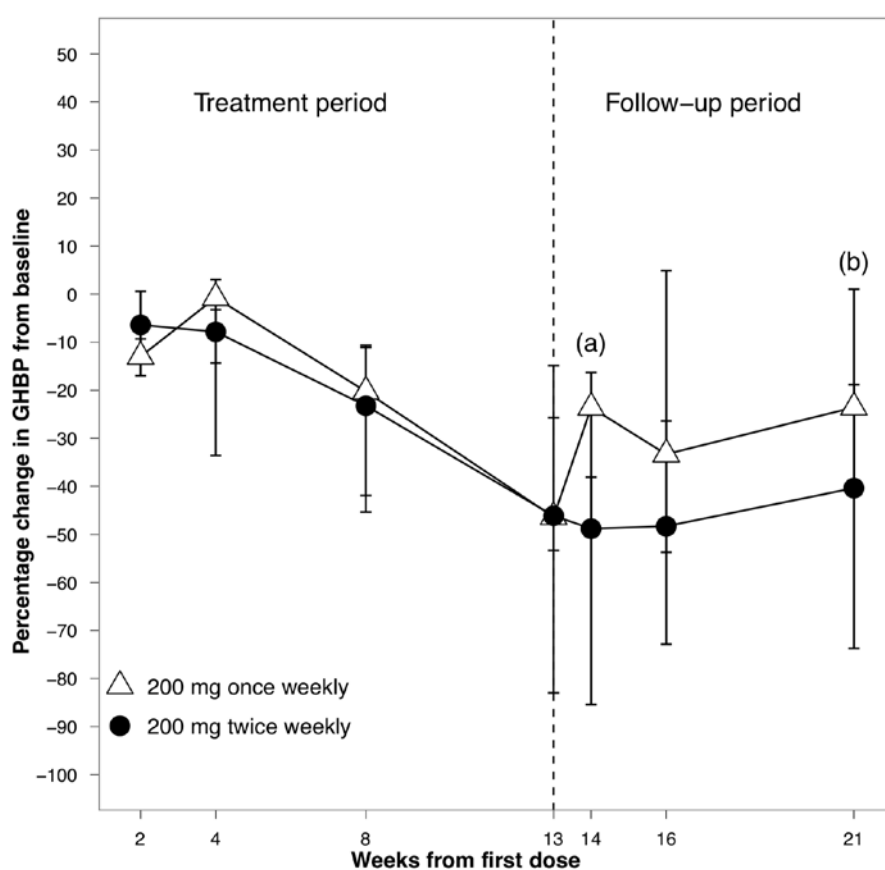 50
40
30
20
10
0
−10
−20
−30
−40
−50
−60
−70
−80
−90
−100
Percentage change in GHBP from baseline
Treatment period
Follow−up period
(a)
(b)
200 mg once weekly
200 mg twice weekly
2 4 8 13 14 16 21
Weeks from first dose